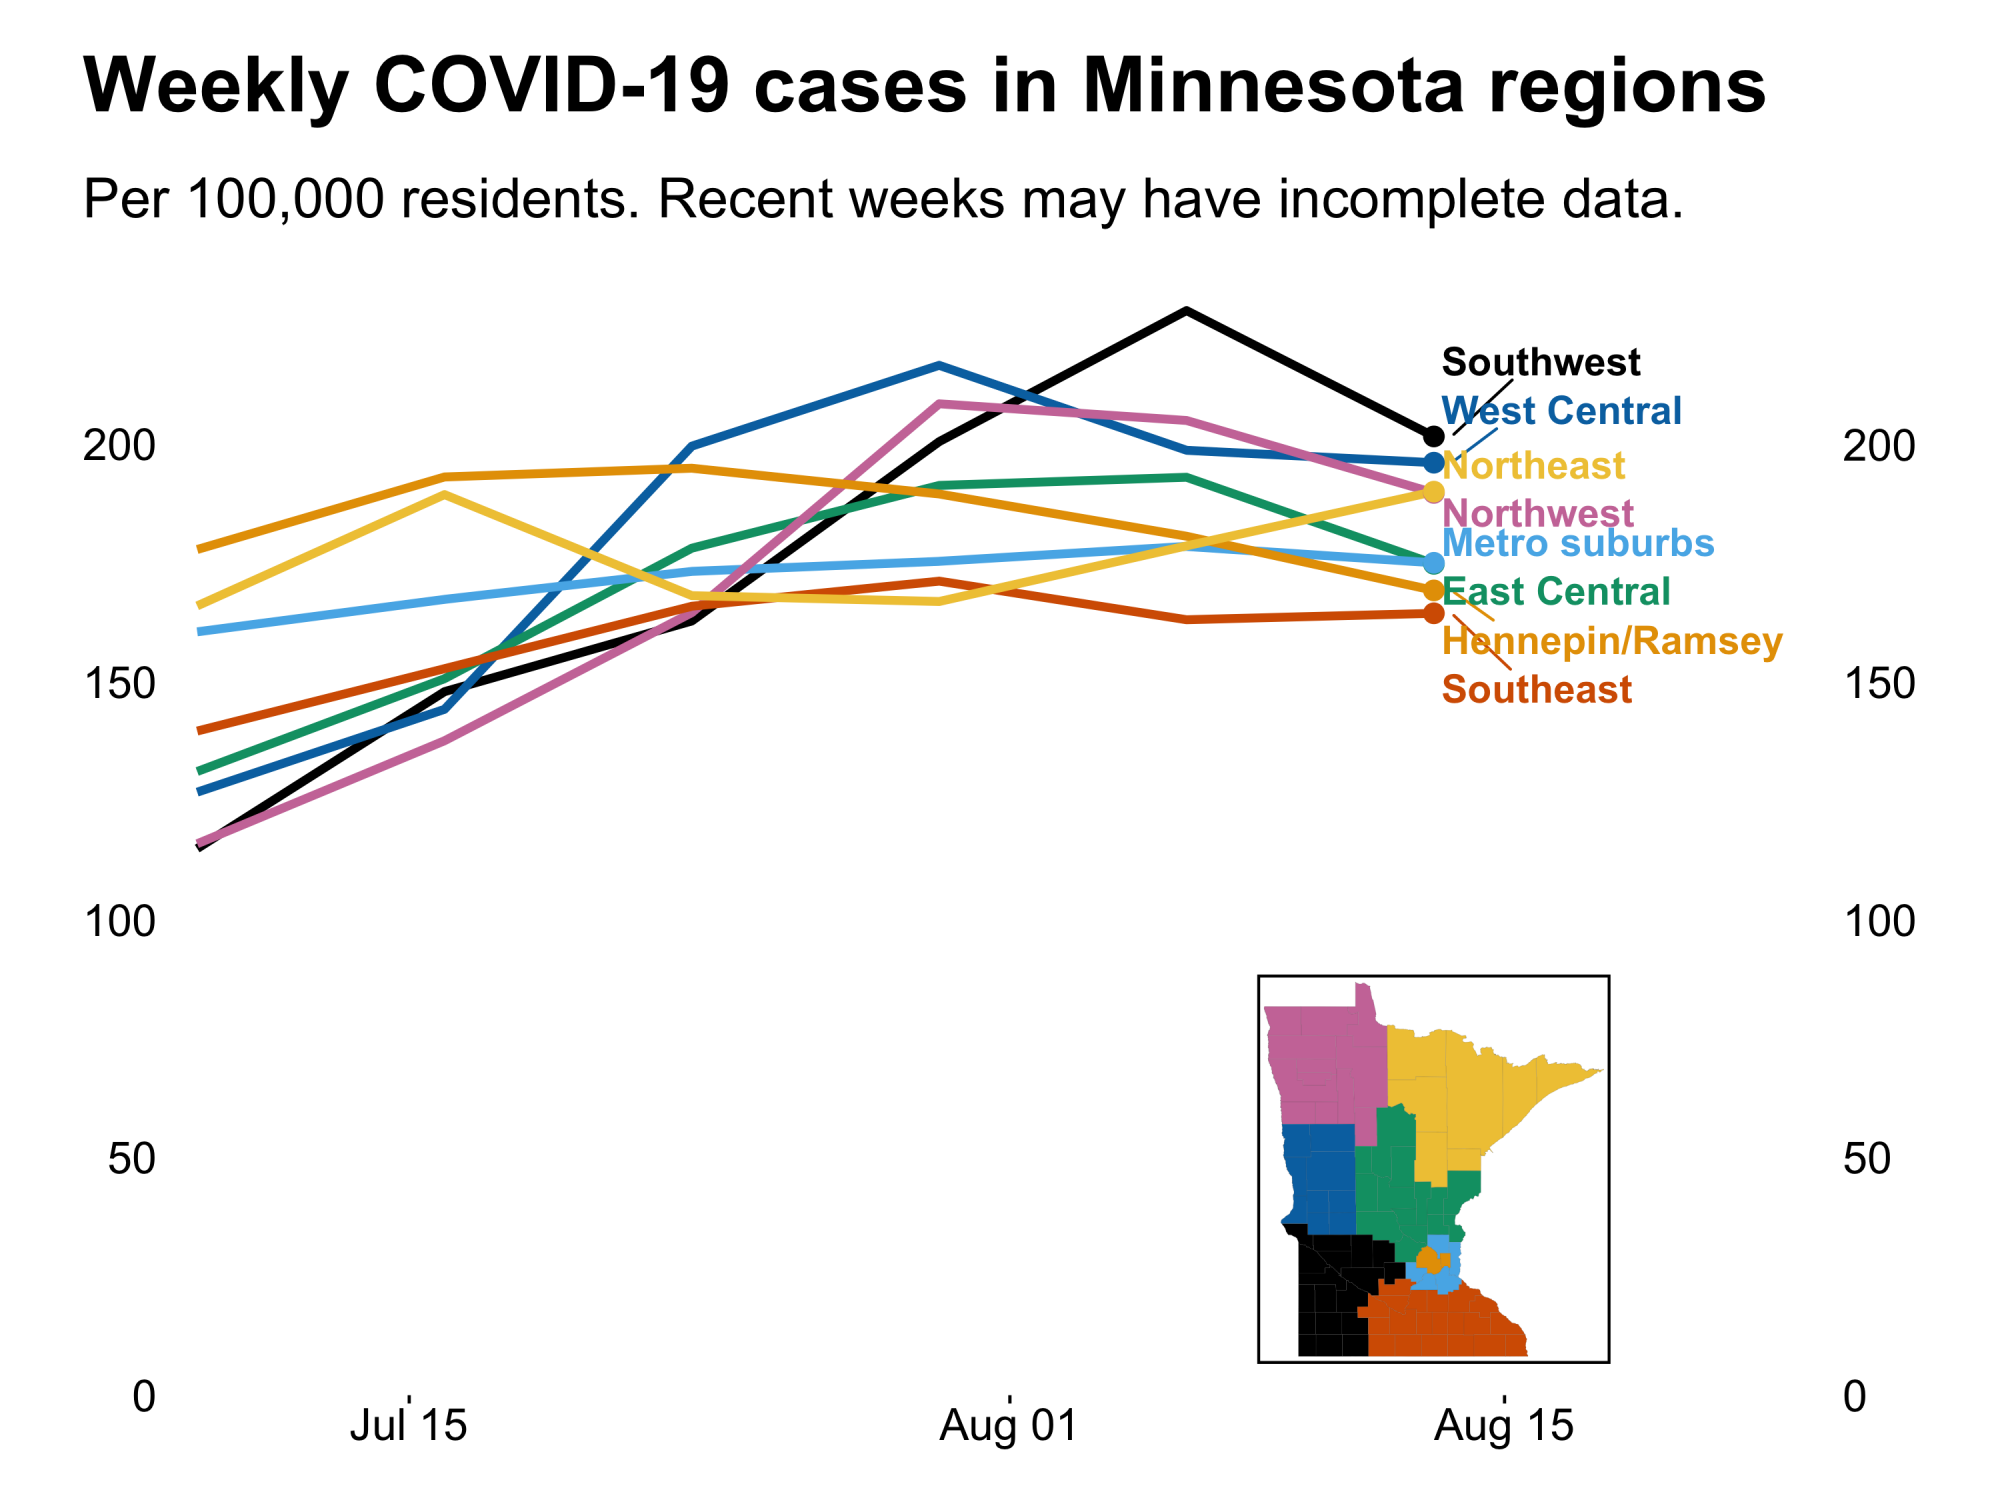 Weekly COVID-19 cases in Minnesota regions
Per 100,000 residents. Recent weeks may have incomplete data.
Southwest
West Central
200
200
Northeast
Northwest
Metro suburbs
East Central
Hennepin/Ramsey
150
150
Southeast
100
100
50
50
0
0
Jul 15
Aug 01
Aug 15